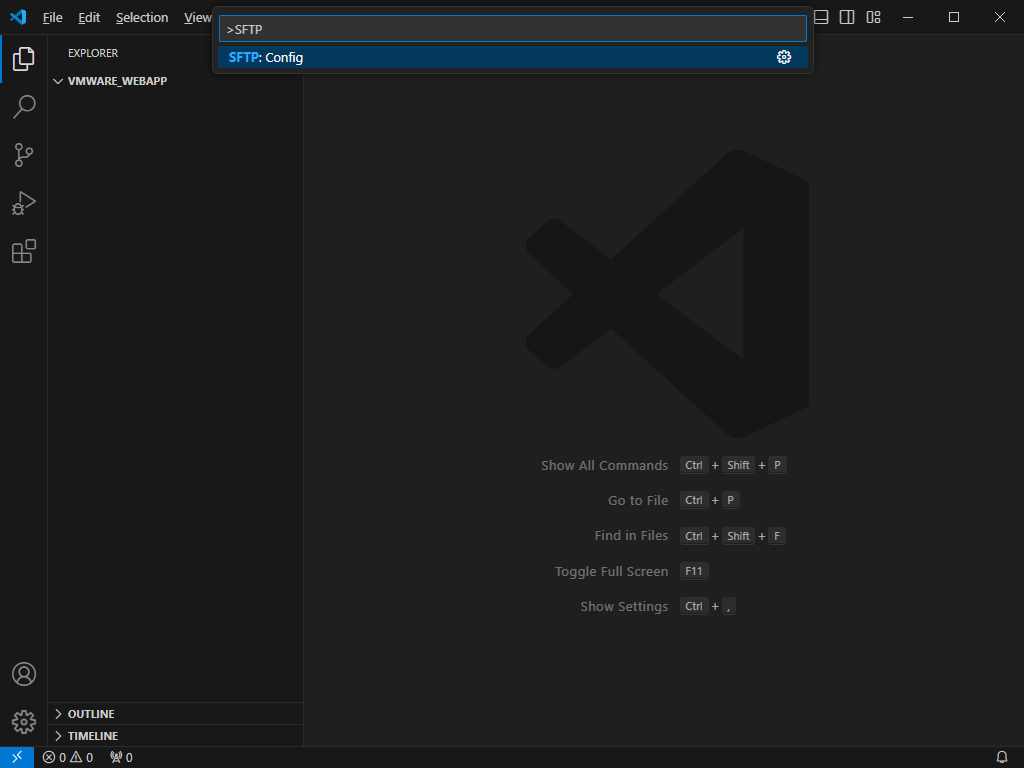 File Edit Selection View
>SFTP
SFTP: Config
EXPLORER
VMWARE_WEBAPP
Show All Commands Ctrl + Shift + P
Go to File Ctrl + P
Find in Files Ctrl + Shift + F
Toggle Full Screen F11
Show Settings Ctrl + ,
OUTLINE
TIMELINE
0 0 0